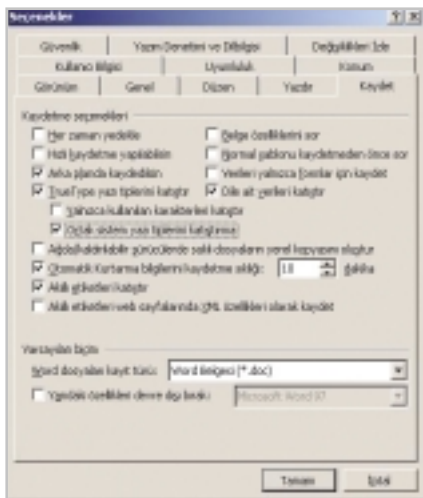 Seçenekler
Güvenlik
Yazım Denetimi ve Dilbilgisi
Değişiklikleri İzle
Kullanıcı Bilgisi
Uyumluluk
Konum
Görünüm
Genel
Düzen
Yazdır
Kaydet
Kaydetme seçenekleri
Her zaman yedekle
Belge özelliklerini sor
Hızlı kaydetme yapılabilsin
Normal şablonu kaydetmeden önce sor
Arka planda kaydedilsin
Verileri yalnızca formlar için kaydet
TrueType yazı tiplerini katıştır
Dile ait verileri katıştır
Yalnızca kullanılan karakterleri katıştır
Ortak sistem yazı tiplerini katıştırma
Ağda/kaldırılabilir sürücülerde saklı dosyaların yerel kopyasını oluştur
Otomatik Kurtarma bilgilerini kaydetme sıklığı: 10 dakika
Akıllı etiketleri katıştır
Akıllı etiketleri web sayfalarında XML özellikleri olarak kaydet
Varsayılan biçim
Word dosyaları kayıt türü: Word Belgesi (*.doc)
özellikleri devre dışı bırak: Microsoft Word 97
Tamam
İptal